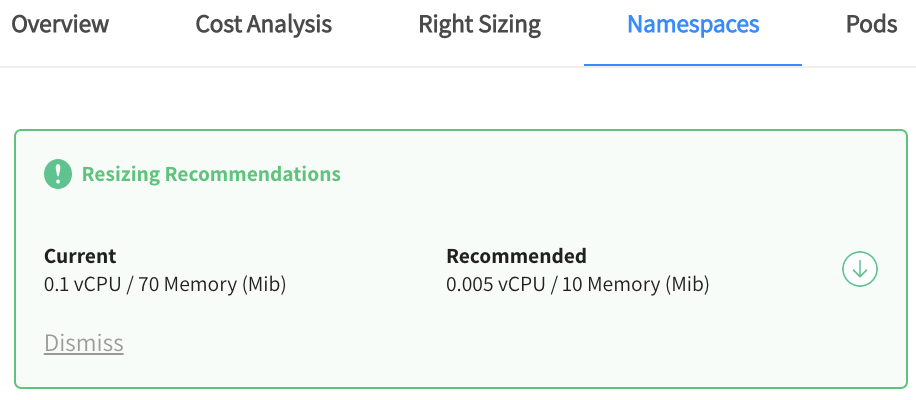 Overview Cost Analysis Right Sizing Namespaces Pods
Resizing Recommendations
Current Recommended
0.1 vCPU / 70 Memory (Mib) 0.005 vCPU / 10 Memory (Mib)
Dismiss